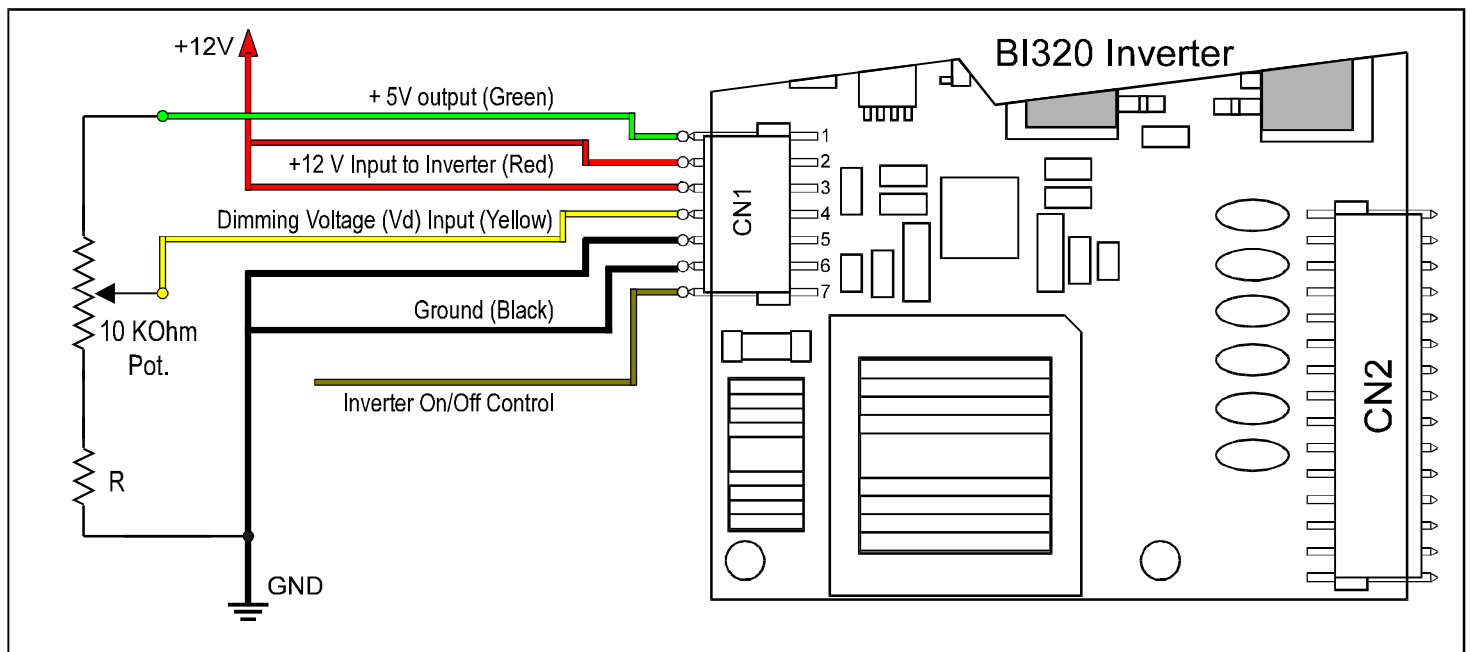 BI320 Inverter
+12V
+ 5V output (Green)
+12 V Input to Inverter (Red)
Dimming Voltage (Vd) Input (Yellow)
Ground (Black)
Inverter On/Off Control
10 KOhm
Pot.
R
GND
CN1
1
2
3
4
5
6
7
CN2